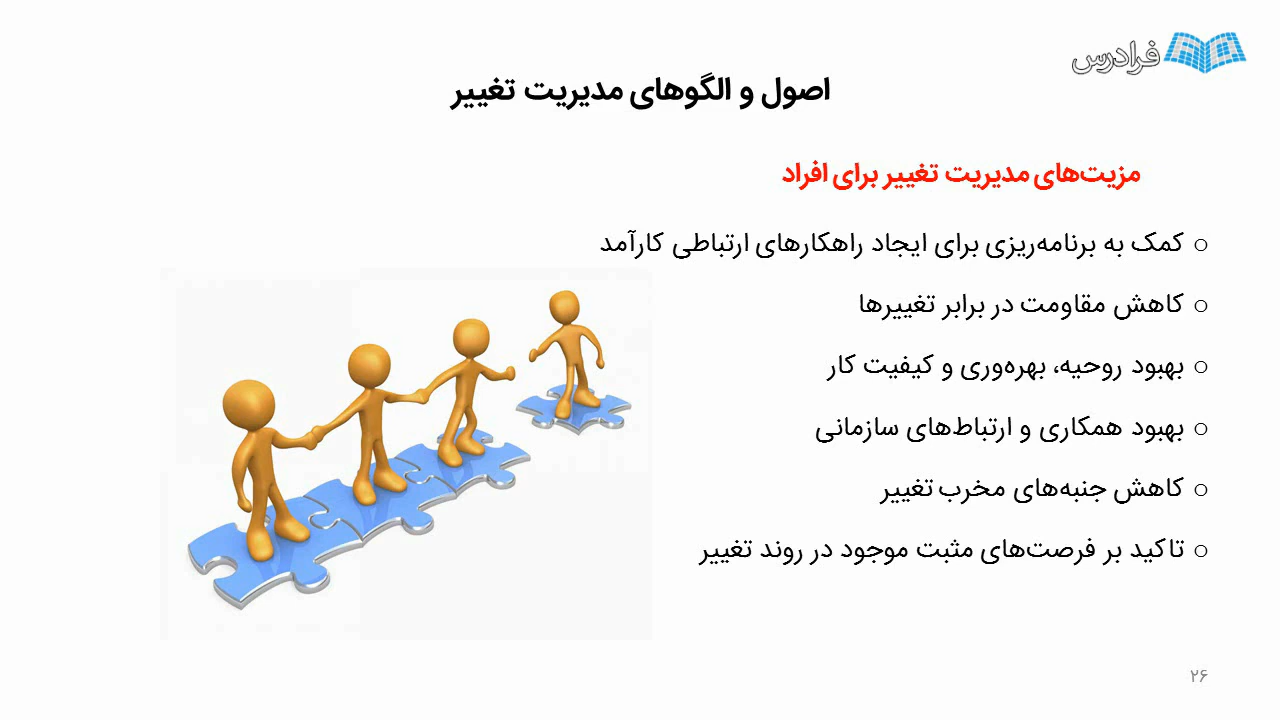 فرادرس
اصول و الگوهای مدیریت تغییر
مزیت‌های مدیریت تغییر برای افراد
○ کمک به برنامه‌ریزی برای ایجاد راهکارهای ارتباطی کارآمد
○ کاهش مقاومت در برابر تغییرها
○ بهبود روحیه، بهره‌وری و کیفیت کار
○ بهبود همکاری و ارتباط‌های سازمانی
○ کاهش جنبه‌های مخرب تغییر
○ تاکید بر فرصت‌های مثبت موجود در روند تغییر
۲۶